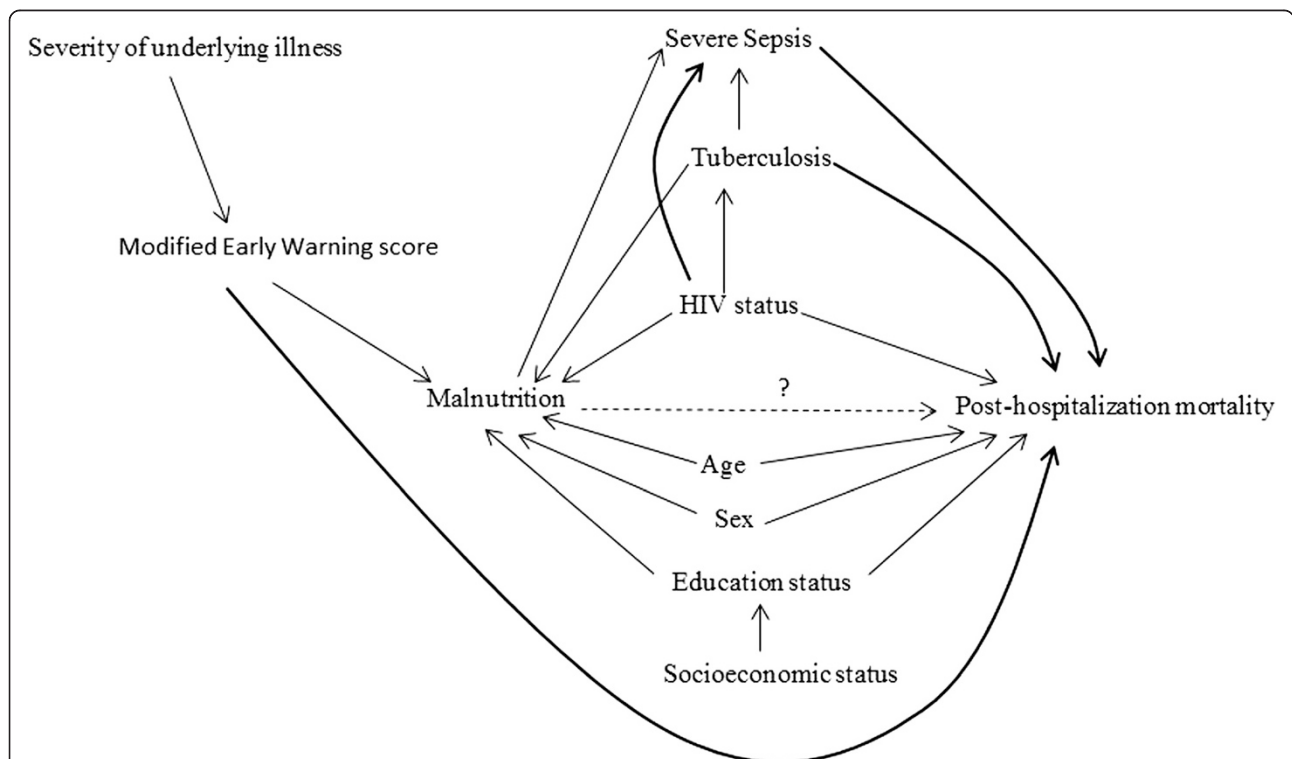 Severity of underlying illness
Severe Sepsis
Tuberculosis
Modified Early Warning score
HIV status
Malnutrition
?
Post-hospitalization mortality
Age
Sex
Education status
Socioeconomic status